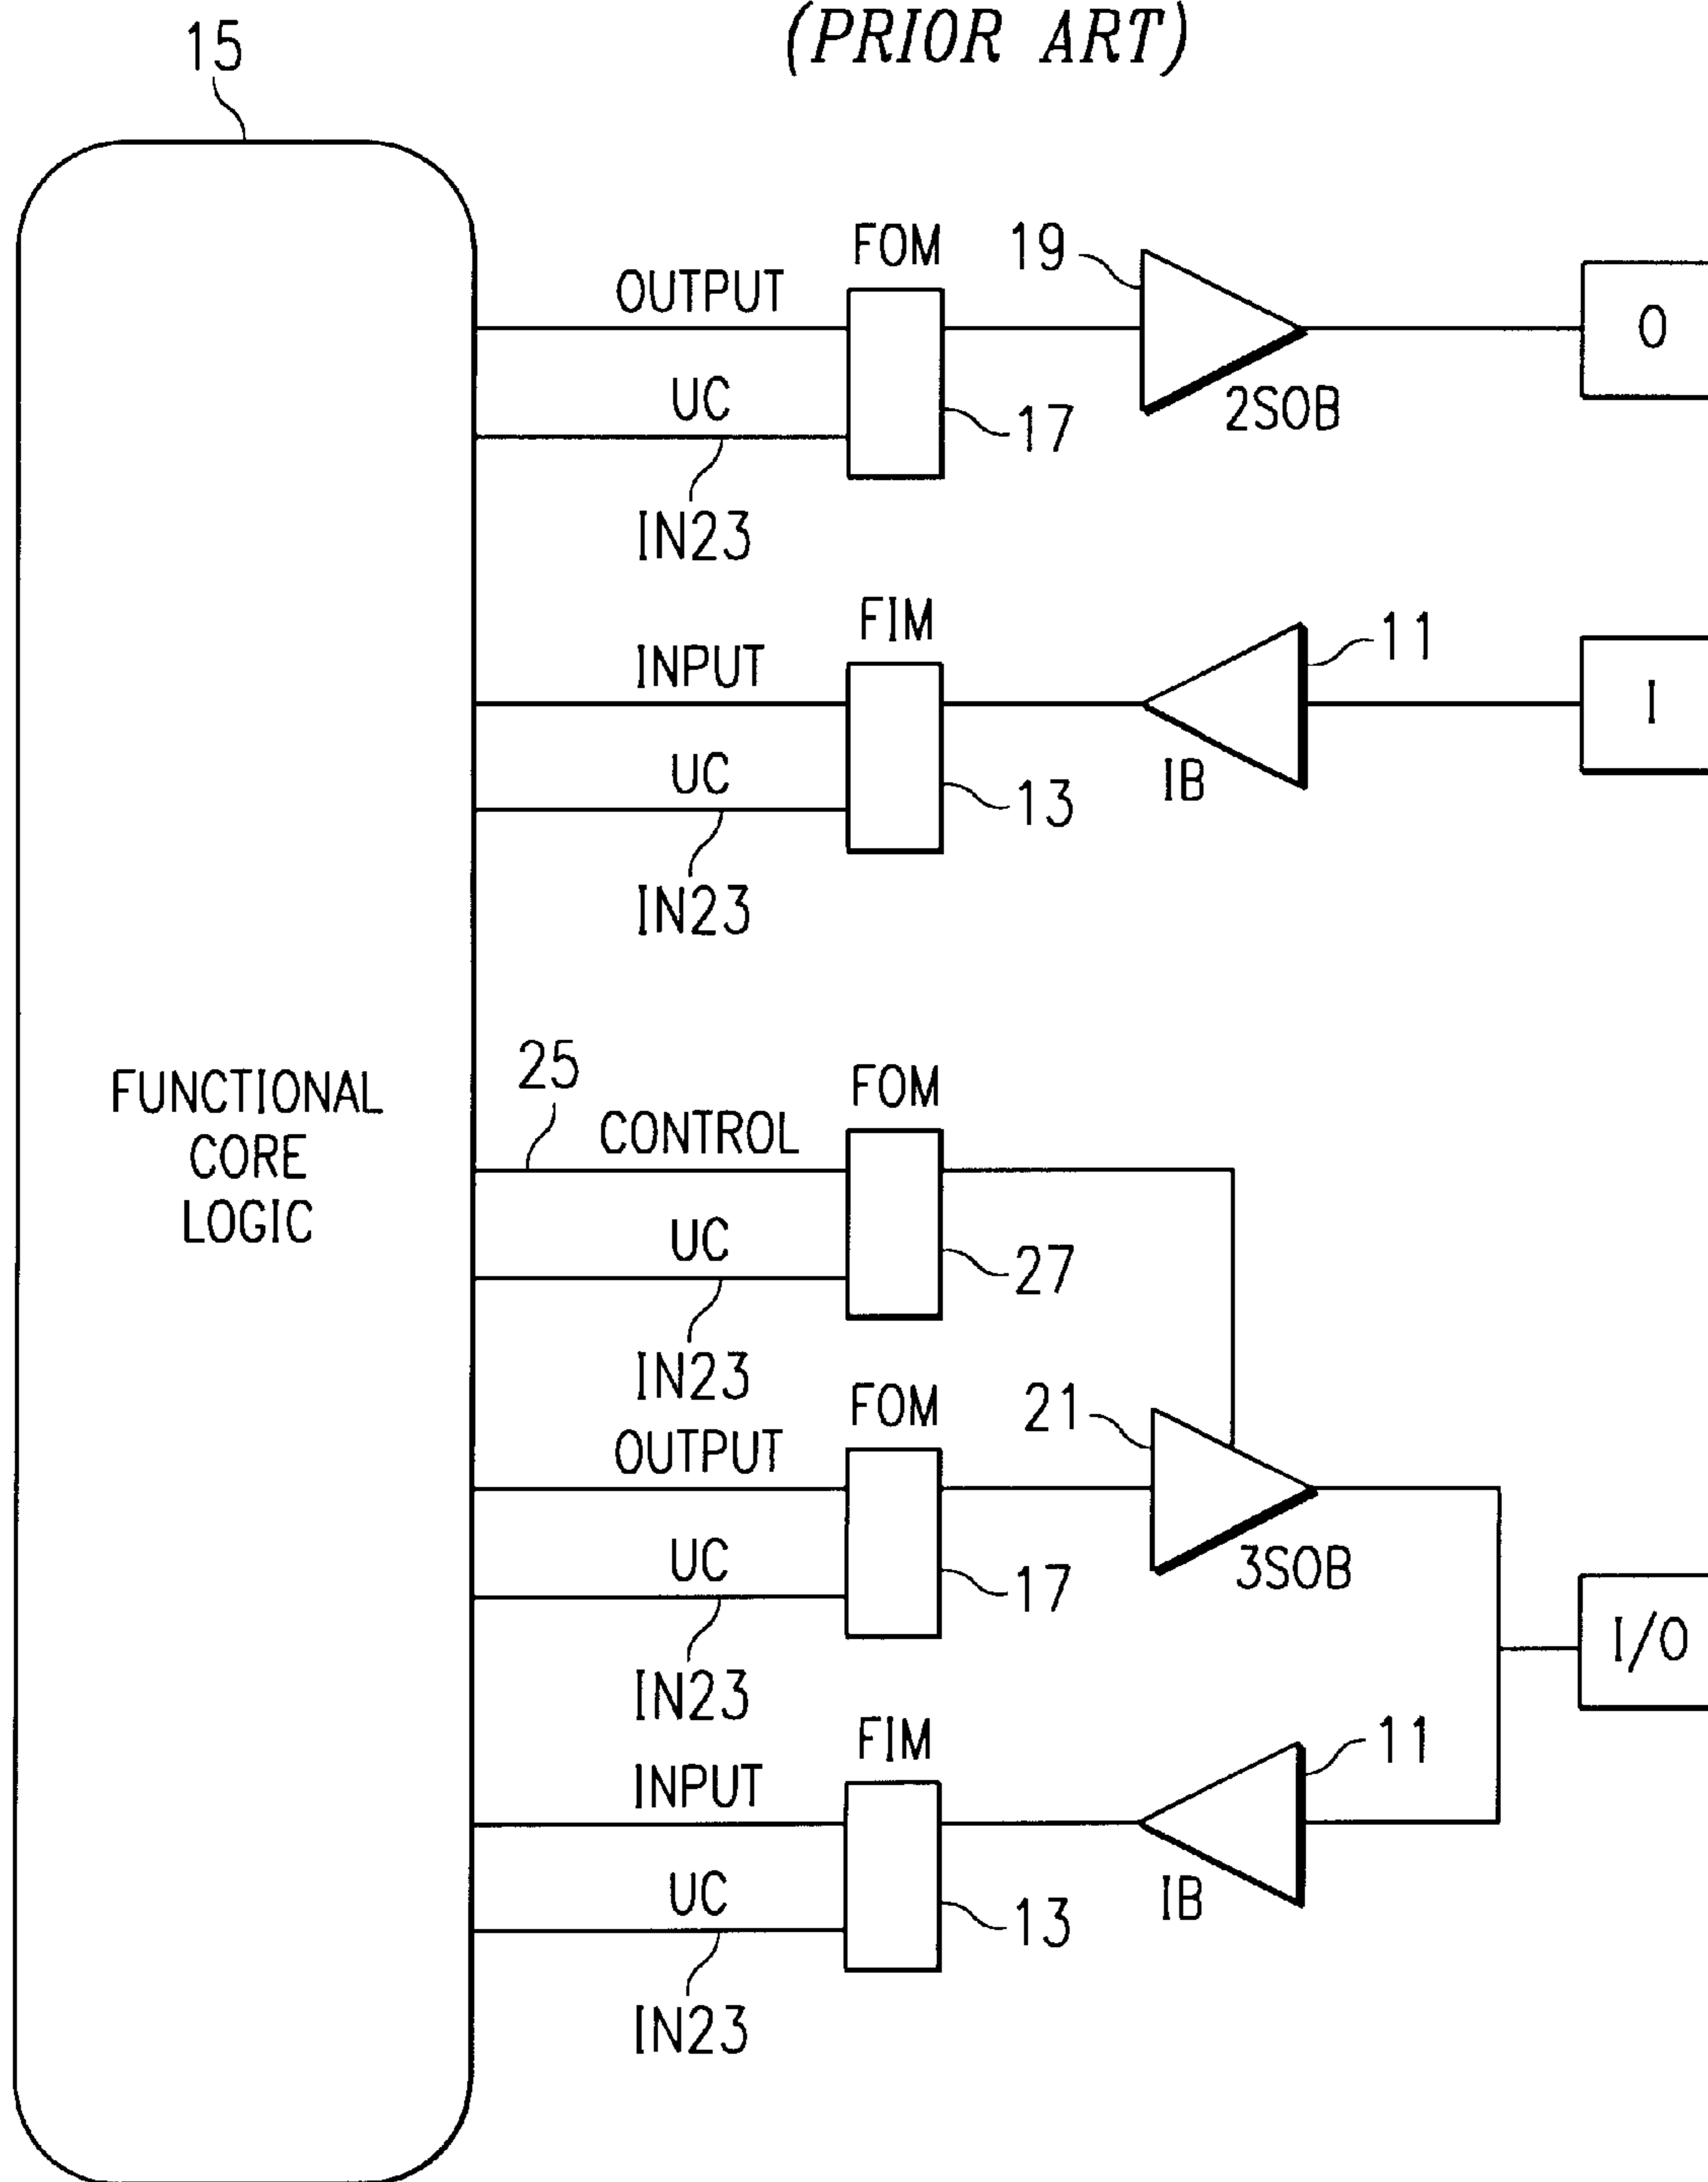 (PRIOR ART)
15
FUNCTIONAL
CORE
LOGIC
FOM
19
OUTPUT
O
UC
17
2SOB
IN23
FIM
11
INPUT
I
UC
13
IB
IN23
25
FOM
CONTROL
UC
27
IN23
FOM
21
OUTPUT
UC
17
3SOB
I/O
IN23
FIM
11
INPUT
UC
13
IB
IN23